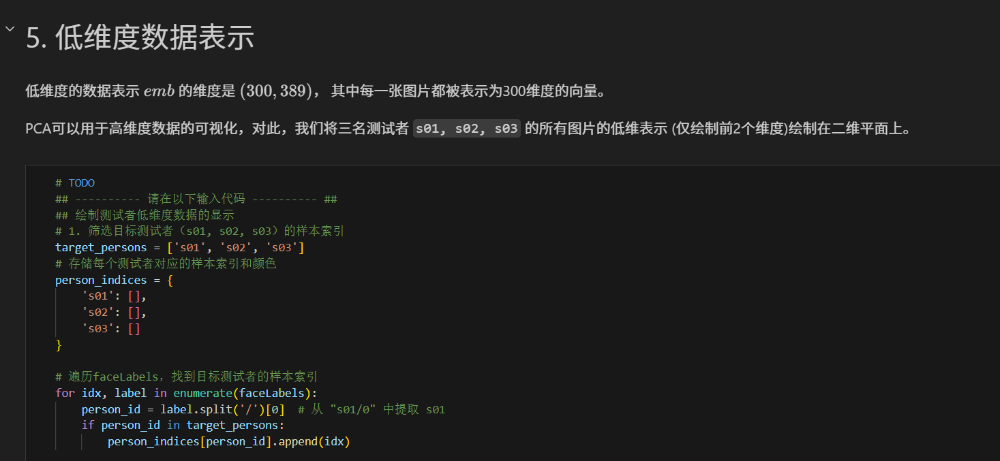 5. 低维度数据表示
低维度的数据表示 emb 的维度是 (300, 389)， 其中每一张图片都被表示为300维度的向量。
PCA可以用于高维度数据的可视化，对此，我们将三名测试者 s01, s02, s03 的所有图片的低维表示 (仅绘制前2个维度)绘制在二维平面上。
# TODO
## ---------- 请在以下输入代码 ---------- ##
## 绘制测试者低维度数据的显示
# 1. 筛选目标测试者（s01, s02, s03）的样本索引
target_persons = ['s01', 's02', 's03']
# 存储每个测试者对应的样本索引和颜色
person_indices = {
    's01': [],
    's02': [],
    's03': []
}
# 遍历faceLabels，找到目标测试者的样本索引
for idx, label in enumerate(faceLabels):
    person_id = label.split('/')[0]  # 从 "s01/0" 中提取 s01
    if person_id in target_persons:
        person_indices[person_id].append(idx)